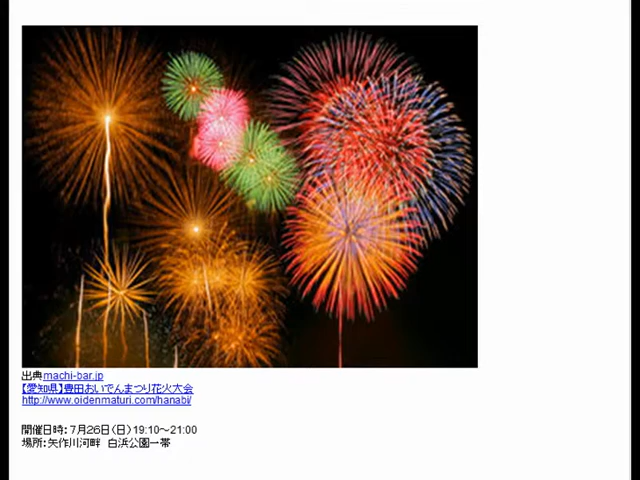 出典machi-bar.jp
【愛知県】豊田おいでんまつり花火大会
http://www.oidenmaturi.com/hanabi/
開催日時：7月26日（日）19:10～21:00
場所：矢作川河畔　白浜公園一帯